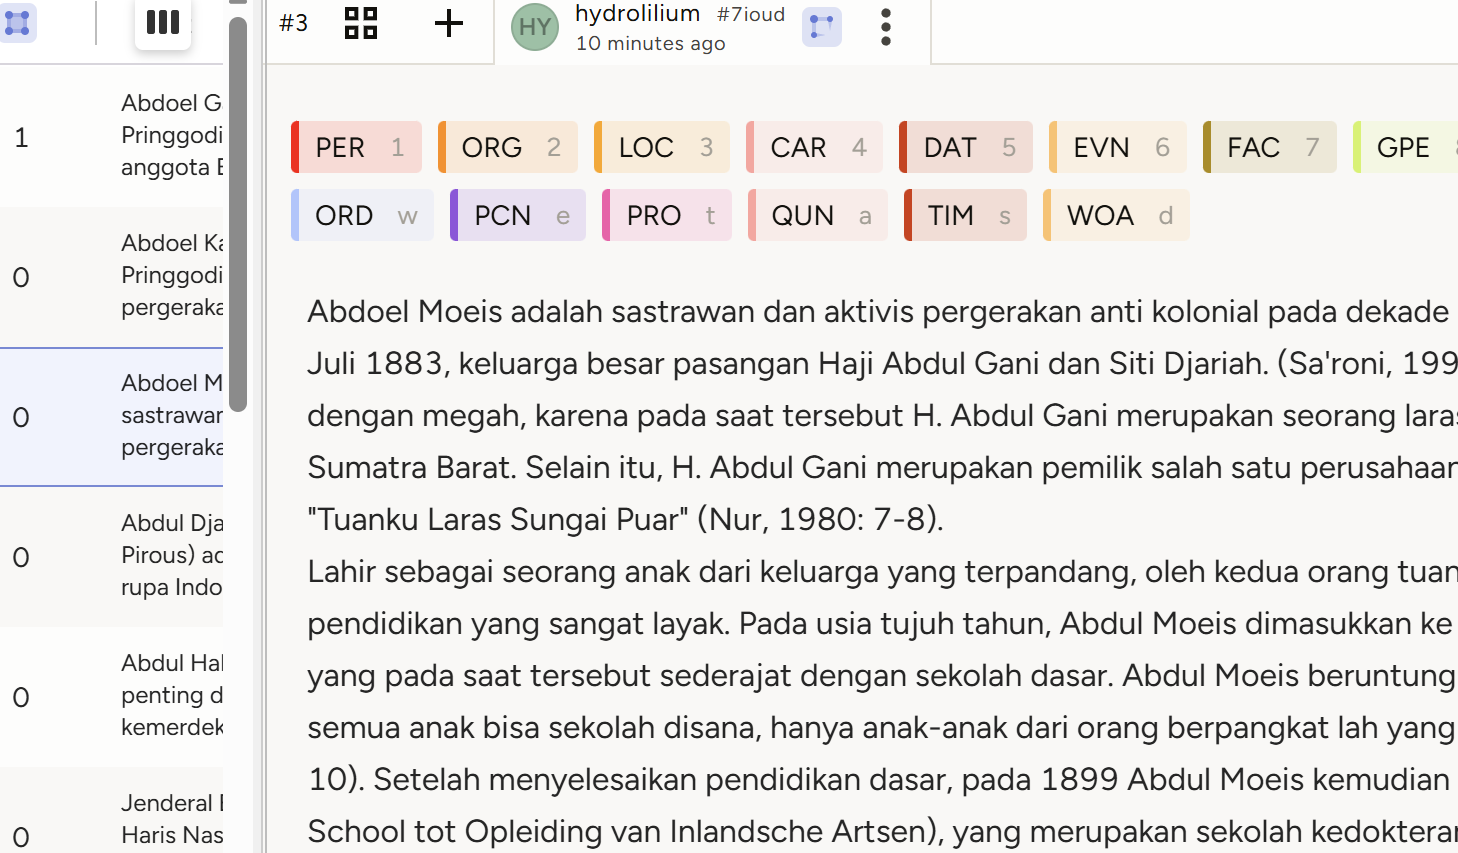 #3
HY
hydrolilium #7ioud
10 minutes ago
1
Abdoel G
Pringgodi
anggota
0
Abdoel Ka
Pringgodi
pergeraka
0
Abdoel M
sastrawan
pergeraka
0
Abdul Dja
Pirous) ad
rupa Indo
0
Abdul Hal
penting d
kemerdek
0
Jenderal
Haris Nas
PER 1 ORG 2 LOC 3 CAR 4 DAT 5 EVN 6 FAC 7 GPE
ORD w PCN e PRO t QUN a TIM s WOA d
Abdoel Moeis adalah sastrawan dan aktivis pergerakan anti kolonial pada dekade
Juli 1883, keluarga besar pasangan Haji Abdul Gani dan Siti Djariah. (Sa'roni, 199
dengan megah, karena pada saat tersebut H. Abdul Gani merupakan seorang laras
Sumatra Barat. Selain itu, H. Abdul Gani merupakan pemilik salah satu perusahaan
"Tuanku Laras Sungai Puar" (Nur, 1980: 7-8).
Lahir sebagai seorang anak dari keluarga yang terpandang, oleh kedua orang tuan
pendidikan yang sangat layak. Pada usia tujuh tahun, Abdul Moeis dimasukkan ke
yang pada saat tersebut sederajat dengan sekolah dasar. Abdul Moeis beruntung
semua anak bisa sekolah disana, hanya anak-anak dari orang berpangkat lah yang
10). Setelah menyelesaikan pendidikan dasar, pada 1899 Abdul Moeis kemudian
School tot Opleiding van Inlandsche Artsen), yang merupakan sekolah kedokteran